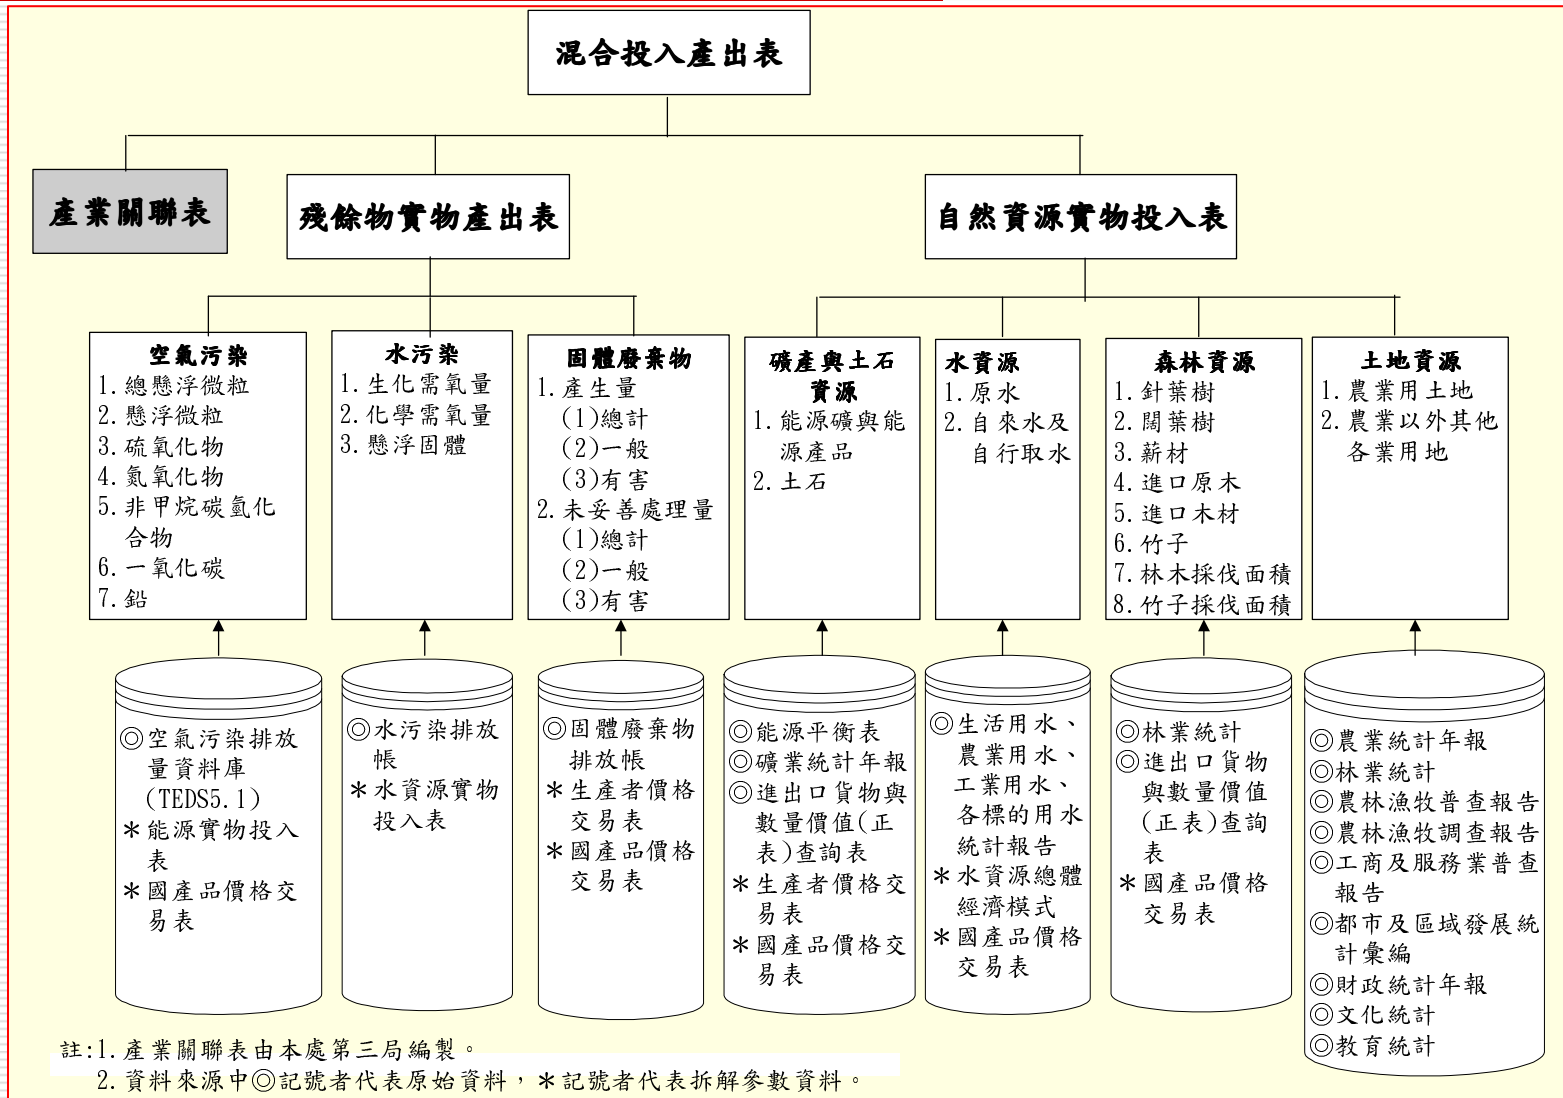 混合投入產出表
產業關聯表
殘餘物實物產出表
自然資源實物投入表
空氣污染
1.總懸浮微粒
2.懸浮微粒
3.硫氧化物
4.氮氧化物
5.非甲烷碳氫化
合物
6.一氧化碳
7.鉛
水污染
1.生化需氧量
2.化學需氧量
3.懸浮固體
固體廢棄物
1.產生量
(1)總計
(2)一般
(3)有害
2.未妥善處理量
(1)總計
(2)一般
(3)有害
礦產與土石
資源
1.能源礦與能
源產品
2.土石
水資源
1.原水
2.自來水及
自行取水
森林資源
1.針葉樹
2.闊葉樹
3.薪材
4.進口原木
5.進口木材
6.竹子
7.林木採伐面積
8.竹子採伐面積
土地資源
1.農業用土地
2.農業以外其他
各業用地
◎空氣污染排放
量資料庫
(TEDS5.1)
＊能源實物投入
表
＊國產品價格交
易表
◎水污染排放
帳
＊水資源實物
投入表
◎固體廢棄物
排放帳
＊生產者價格
交易表
＊國產品價格
交易表
◎能源平衡表
◎礦業統計年報
◎進出口貨物與
數量價值(正
表)查詢表
＊生產者價格交
易表
＊國產品價格交
易表
◎生活用水、
農業用水、
工業用水、
各標的用水
統計報告
＊水資源總體
經濟模式
＊國產品價格
交易表
◎林業統計
◎進出口貨物
與數量價值
(正表)查詢
表
＊國產品價格
交易表
◎農業統計年報
◎林業統計
◎農林漁牧普查報告
◎農林漁牧調查報告
◎工商及服務業普查
報告
◎都市及區域發展統
計彙編
◎財政統計年報
◎文化統計
◎教育統計
註:1.產業關聯表由本處第三局編製。
2.資料來源中◎記號者代表原始資料，＊記號者代表拆解參數資料。